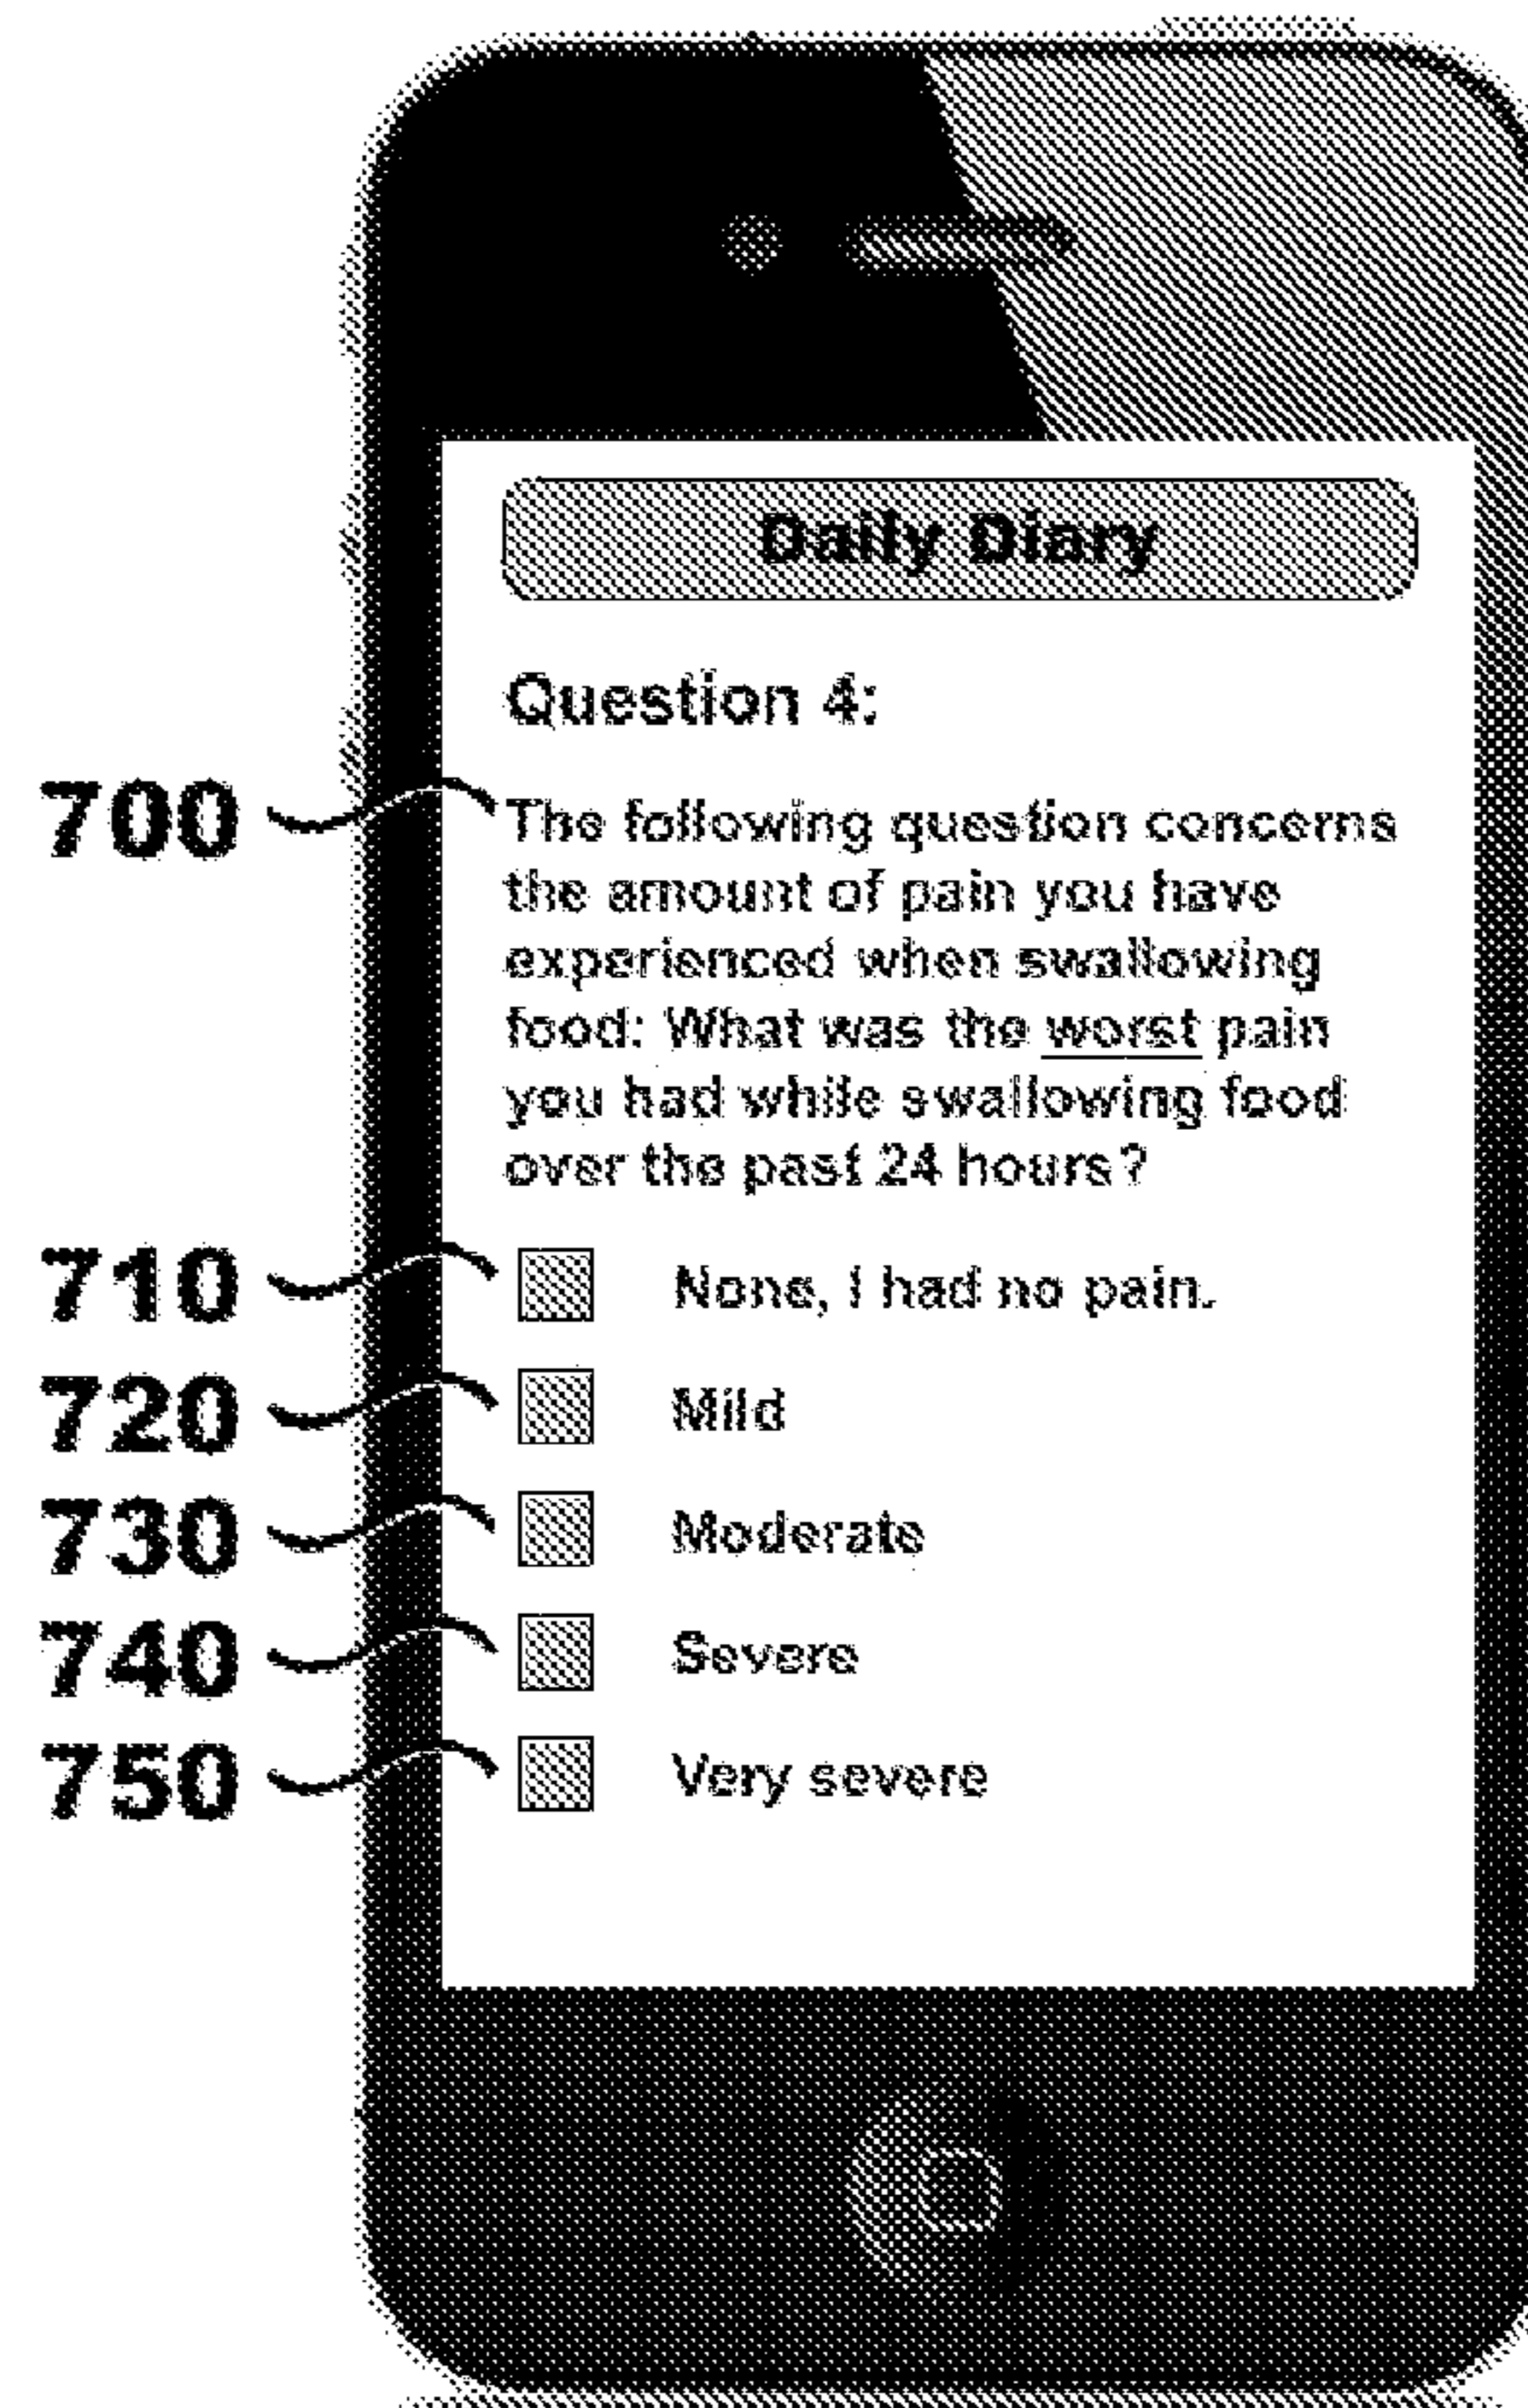 Daily Diary
Question 4:
700 The following question concerns
the amount of pain you have
experienced when swallowing
food: What was the worst pain
you had while swallowing food
over the past 24 hours?
710 None, I had no pain.
720 Mild
730 Moderate
740 Severe
750 Very severe